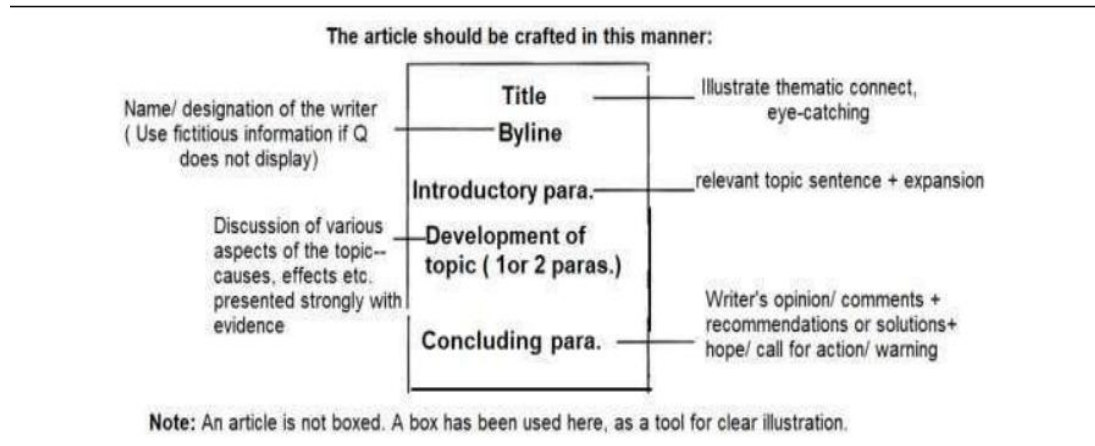 The article should be crafted in this manner:
Title
Illustrate thematic connect,
eye-catching
Name/ designation of the writer
( Use fictitious information if Q
does not display)
Byline
Introductory para.
relevant topic sentence + expansion
Discussion of various
aspects of the topic--
causes, effects etc.
presented strongly with
evidence
Development of
topic ( 1or 2 paras.)
Concluding para.
Writer's opinion/ comments +
recommendations or solutions+
hope/ call for action/ warning
Note: An article is not boxed. A box has been used here, as a tool for clear illustration.